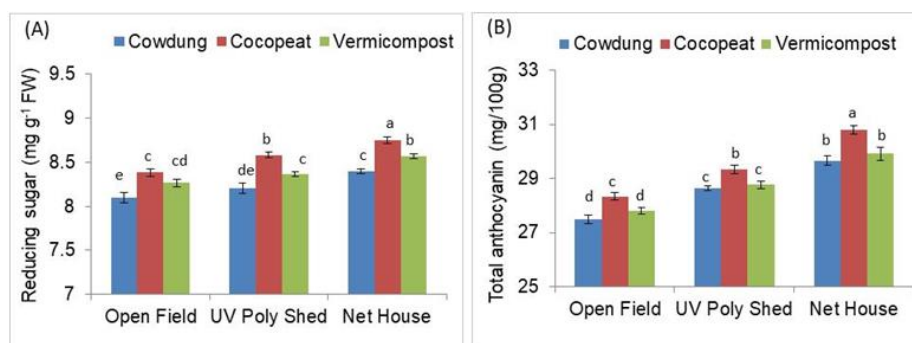 (A)
Cowdung Cocopeat Vermicompost
Reducing sugar (mg g⁻¹ FW)
9.5
9
8.5
8
7.5
7
e c cd de b c c a b
Open Field UV Poly Shed Net House
(B)
Cowdung Cocopeat Vermicompost
Total anthocyanin (mg/100g)
33
31
29
27
25
d c d c b c b a b
Open Field UV Poly Shed Net House